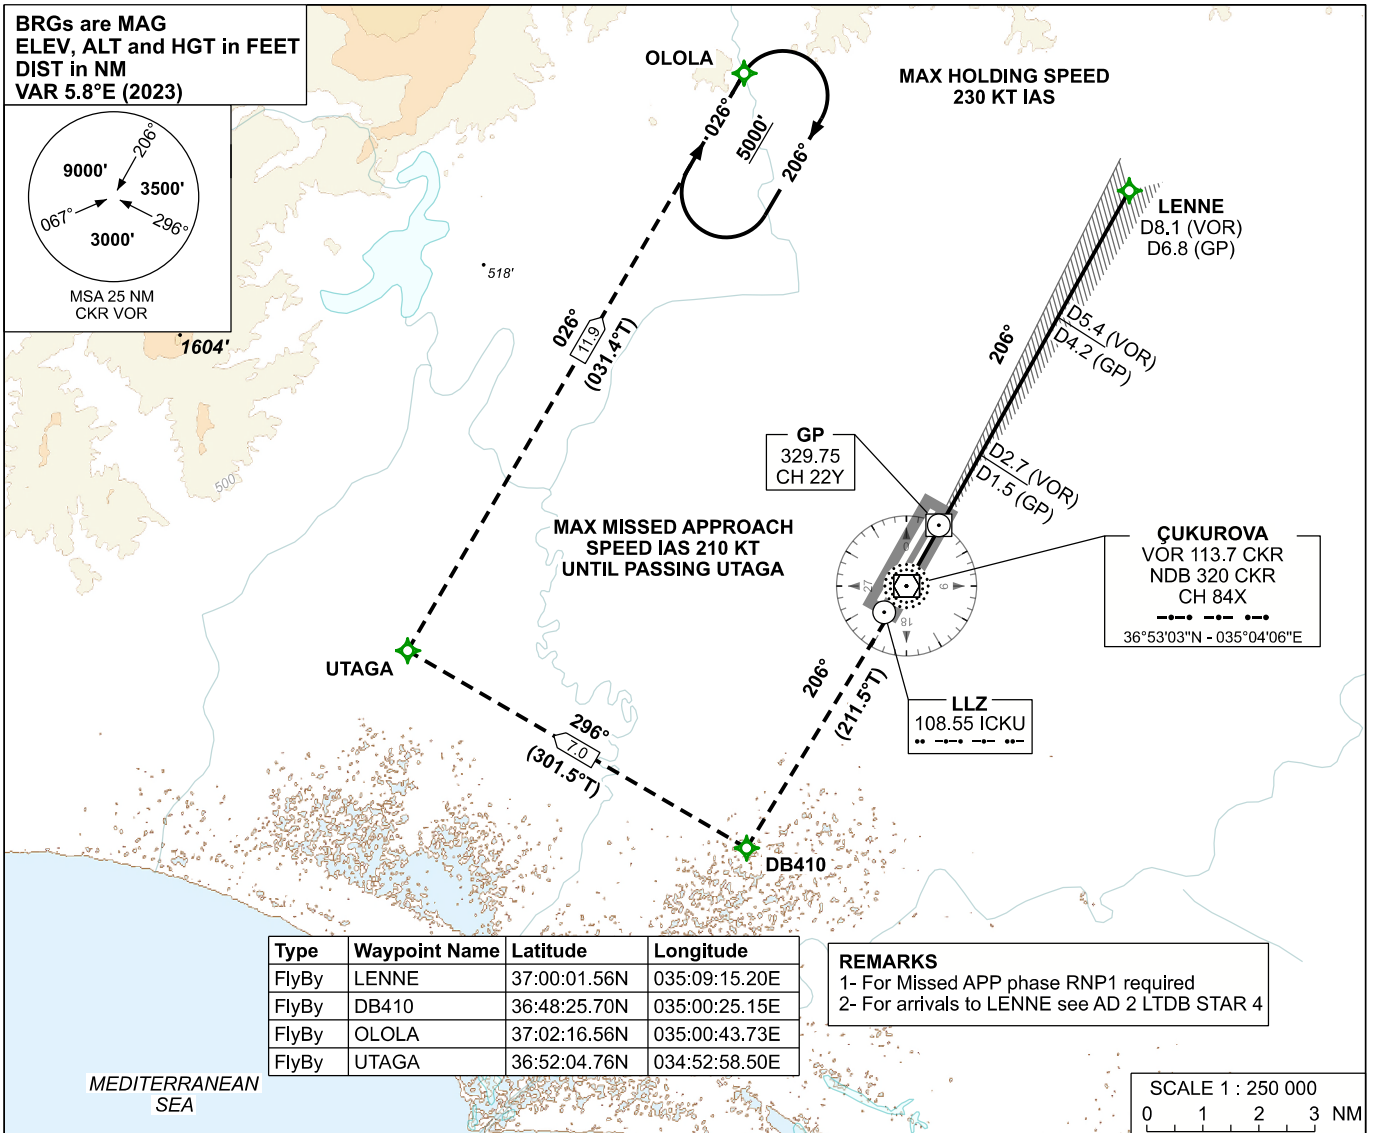 BRGs are MAG
ELEV, ALT and HGT in FEET
DIST in NM
VAR 5.8°E (2023)
206°
9000'
3500'
067°
296°
3000'
MSA 25 NM
CKR VOR
1604'
518'
500
OLOLA
026°
5000'
206°
MAX HOLDING SPEED
230 KT IAS
LENNE
D8.1 (VOR)
D6.8 (GP)
206°
D5.4 (VOR)
D4.2 (GP)
D2.7 (VOR)
D1.5 (GP)
026°
11.9
(031.4°T)
GP
329.75
CH 22Y
MAX MISSED APPROACH
SPEED IAS 210 KT
UNTIL PASSING UTAGA
0
9
18
27
ÇUKUROVA
VOR 113.7 CKR
NDB 320 CKR
CH 84X
36°53'03"N - 035°04'06"E
UTAGA
206°
(211.5°T)
LLZ
108.55 ICKU
296°
7.0
(301.5°T)
DB410
Type Waypoint Name Latitude Longitude
FlyBy LENNE 37:00:01.56N 035:09:15.20E
FlyBy DB410 36:48:25.70N 035:00:25.15E
FlyBy OLOLA 37:02:16.56N 035:00:43.73E
FlyBy UTAGA 36:52:04.76N 034:52:58.50E
REMARKS
1- For Missed APP phase RNP1 required
2- For arrivals to LENNE see AD 2 LTDB STAR 4
MEDITERRANEAN
SEA
SCALE 1 : 250 000
0 1 2 3 NM